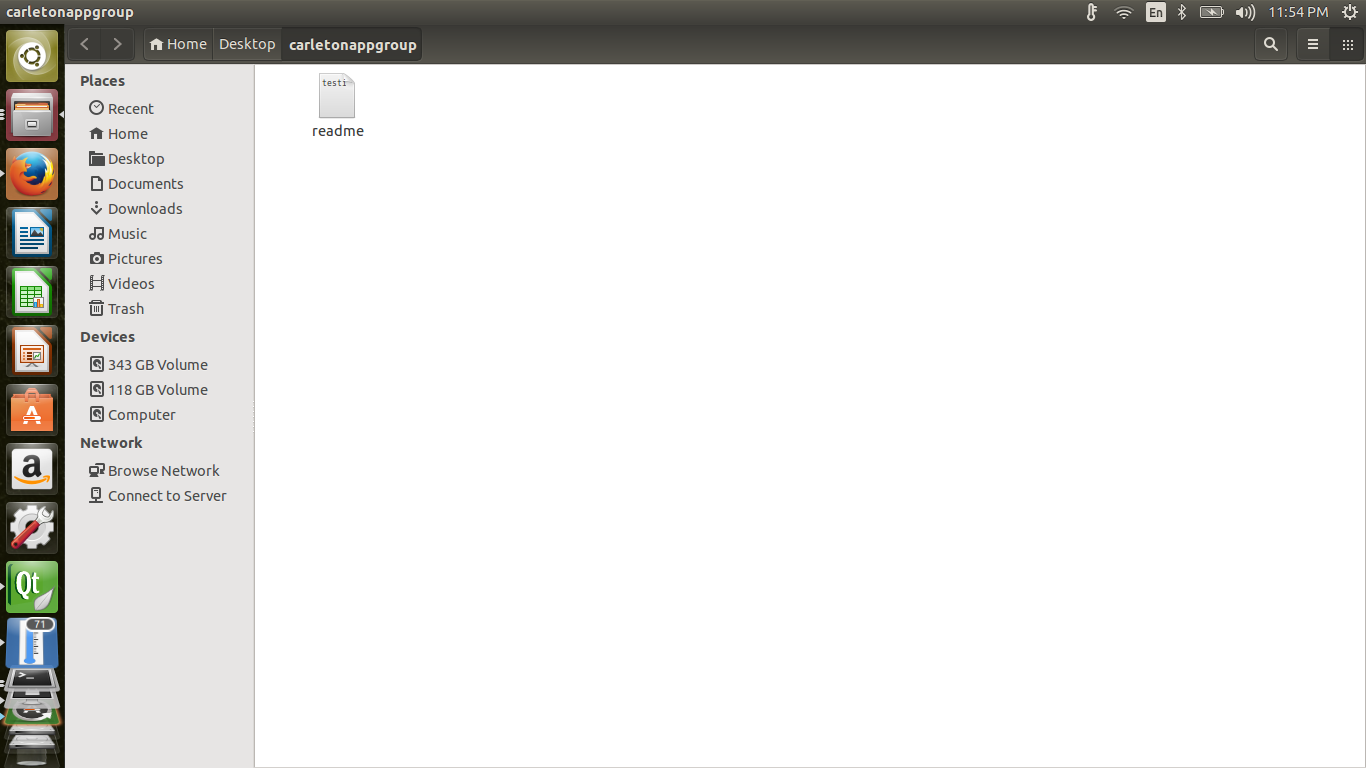 carletonappgroup
En
11:54 PM
Home
Desktop
carletonappgroup
Places
Recent
Home
Desktop
Documents
Downloads
Music
Pictures
Videos
Trash
Devices
343 GB Volume
118 GB Volume
Computer
Network
Browse Network
Connect to Server
testi
readme
A
a
Qt
71
>_